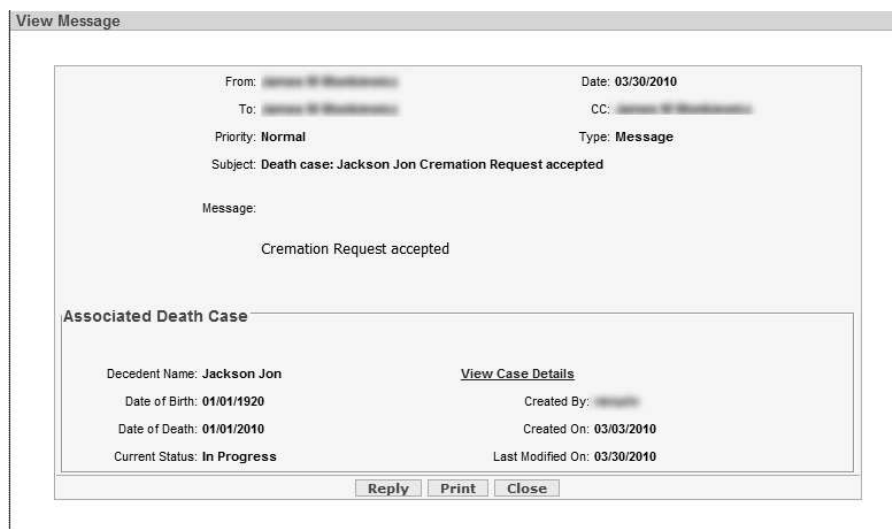 View Message
From: Date: 03/30/2010
To: CC:
Priority: Normal Type: Message
Subject: Death case: Jackson Jon Cremation Request accepted
Message:
Cremation Request accepted
Associated Death Case
Decedent Name: Jackson Jon View Case Details
Date of Birth: 01/01/1920 Created By:
Date of Death: 01/01/2010 Created On: 03/03/2010
Current Status: In Progress Last Modified On: 03/30/2010
Reply Print Close